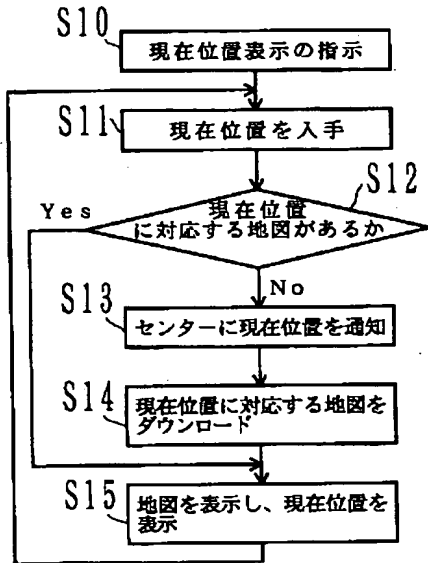 S10
現在位置表示の指示
S11
現在位置を入手
S12
現在位置
に対応する地図があるか
Yes
No
S13
センターに現在位置を通知
S14
現在位置に対応する地図を
ダウンロード
S15
地図を表示し、現在位置を
表示